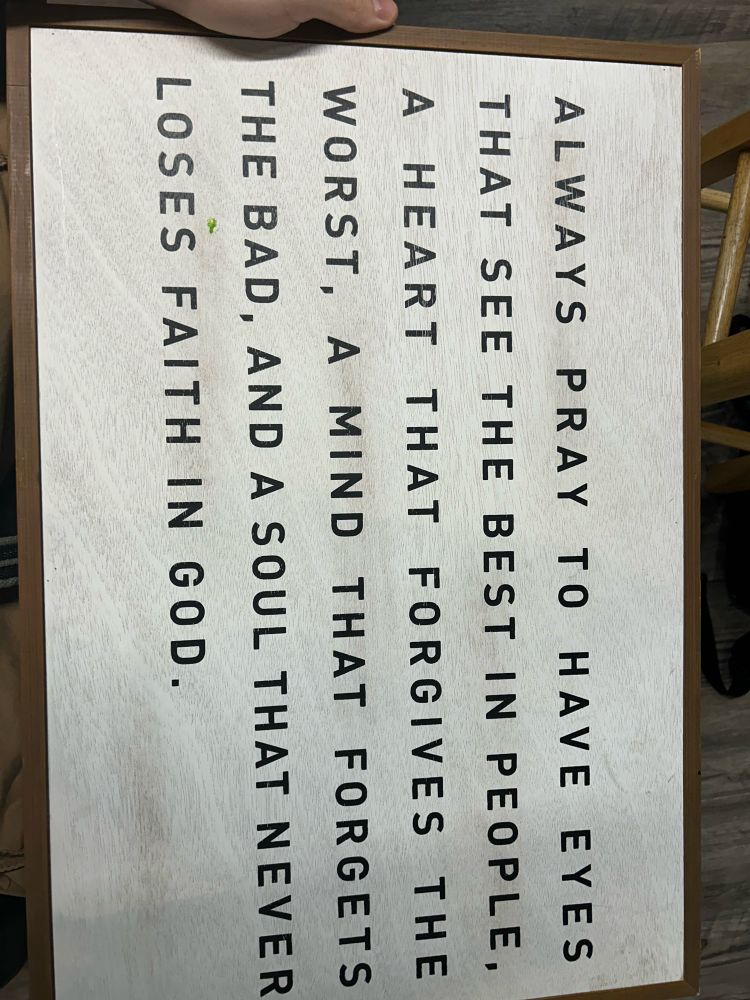 ALWAYS PRAY TO HAVE EYES
THAT SEE THE BEST IN PEOPLE,
A HEART THAT FORGIVES THE
WORST, A MIND THAT FORGETS
THE BAD, AND A SOUL THAT NEVER
LOSES FAITH IN GOD.